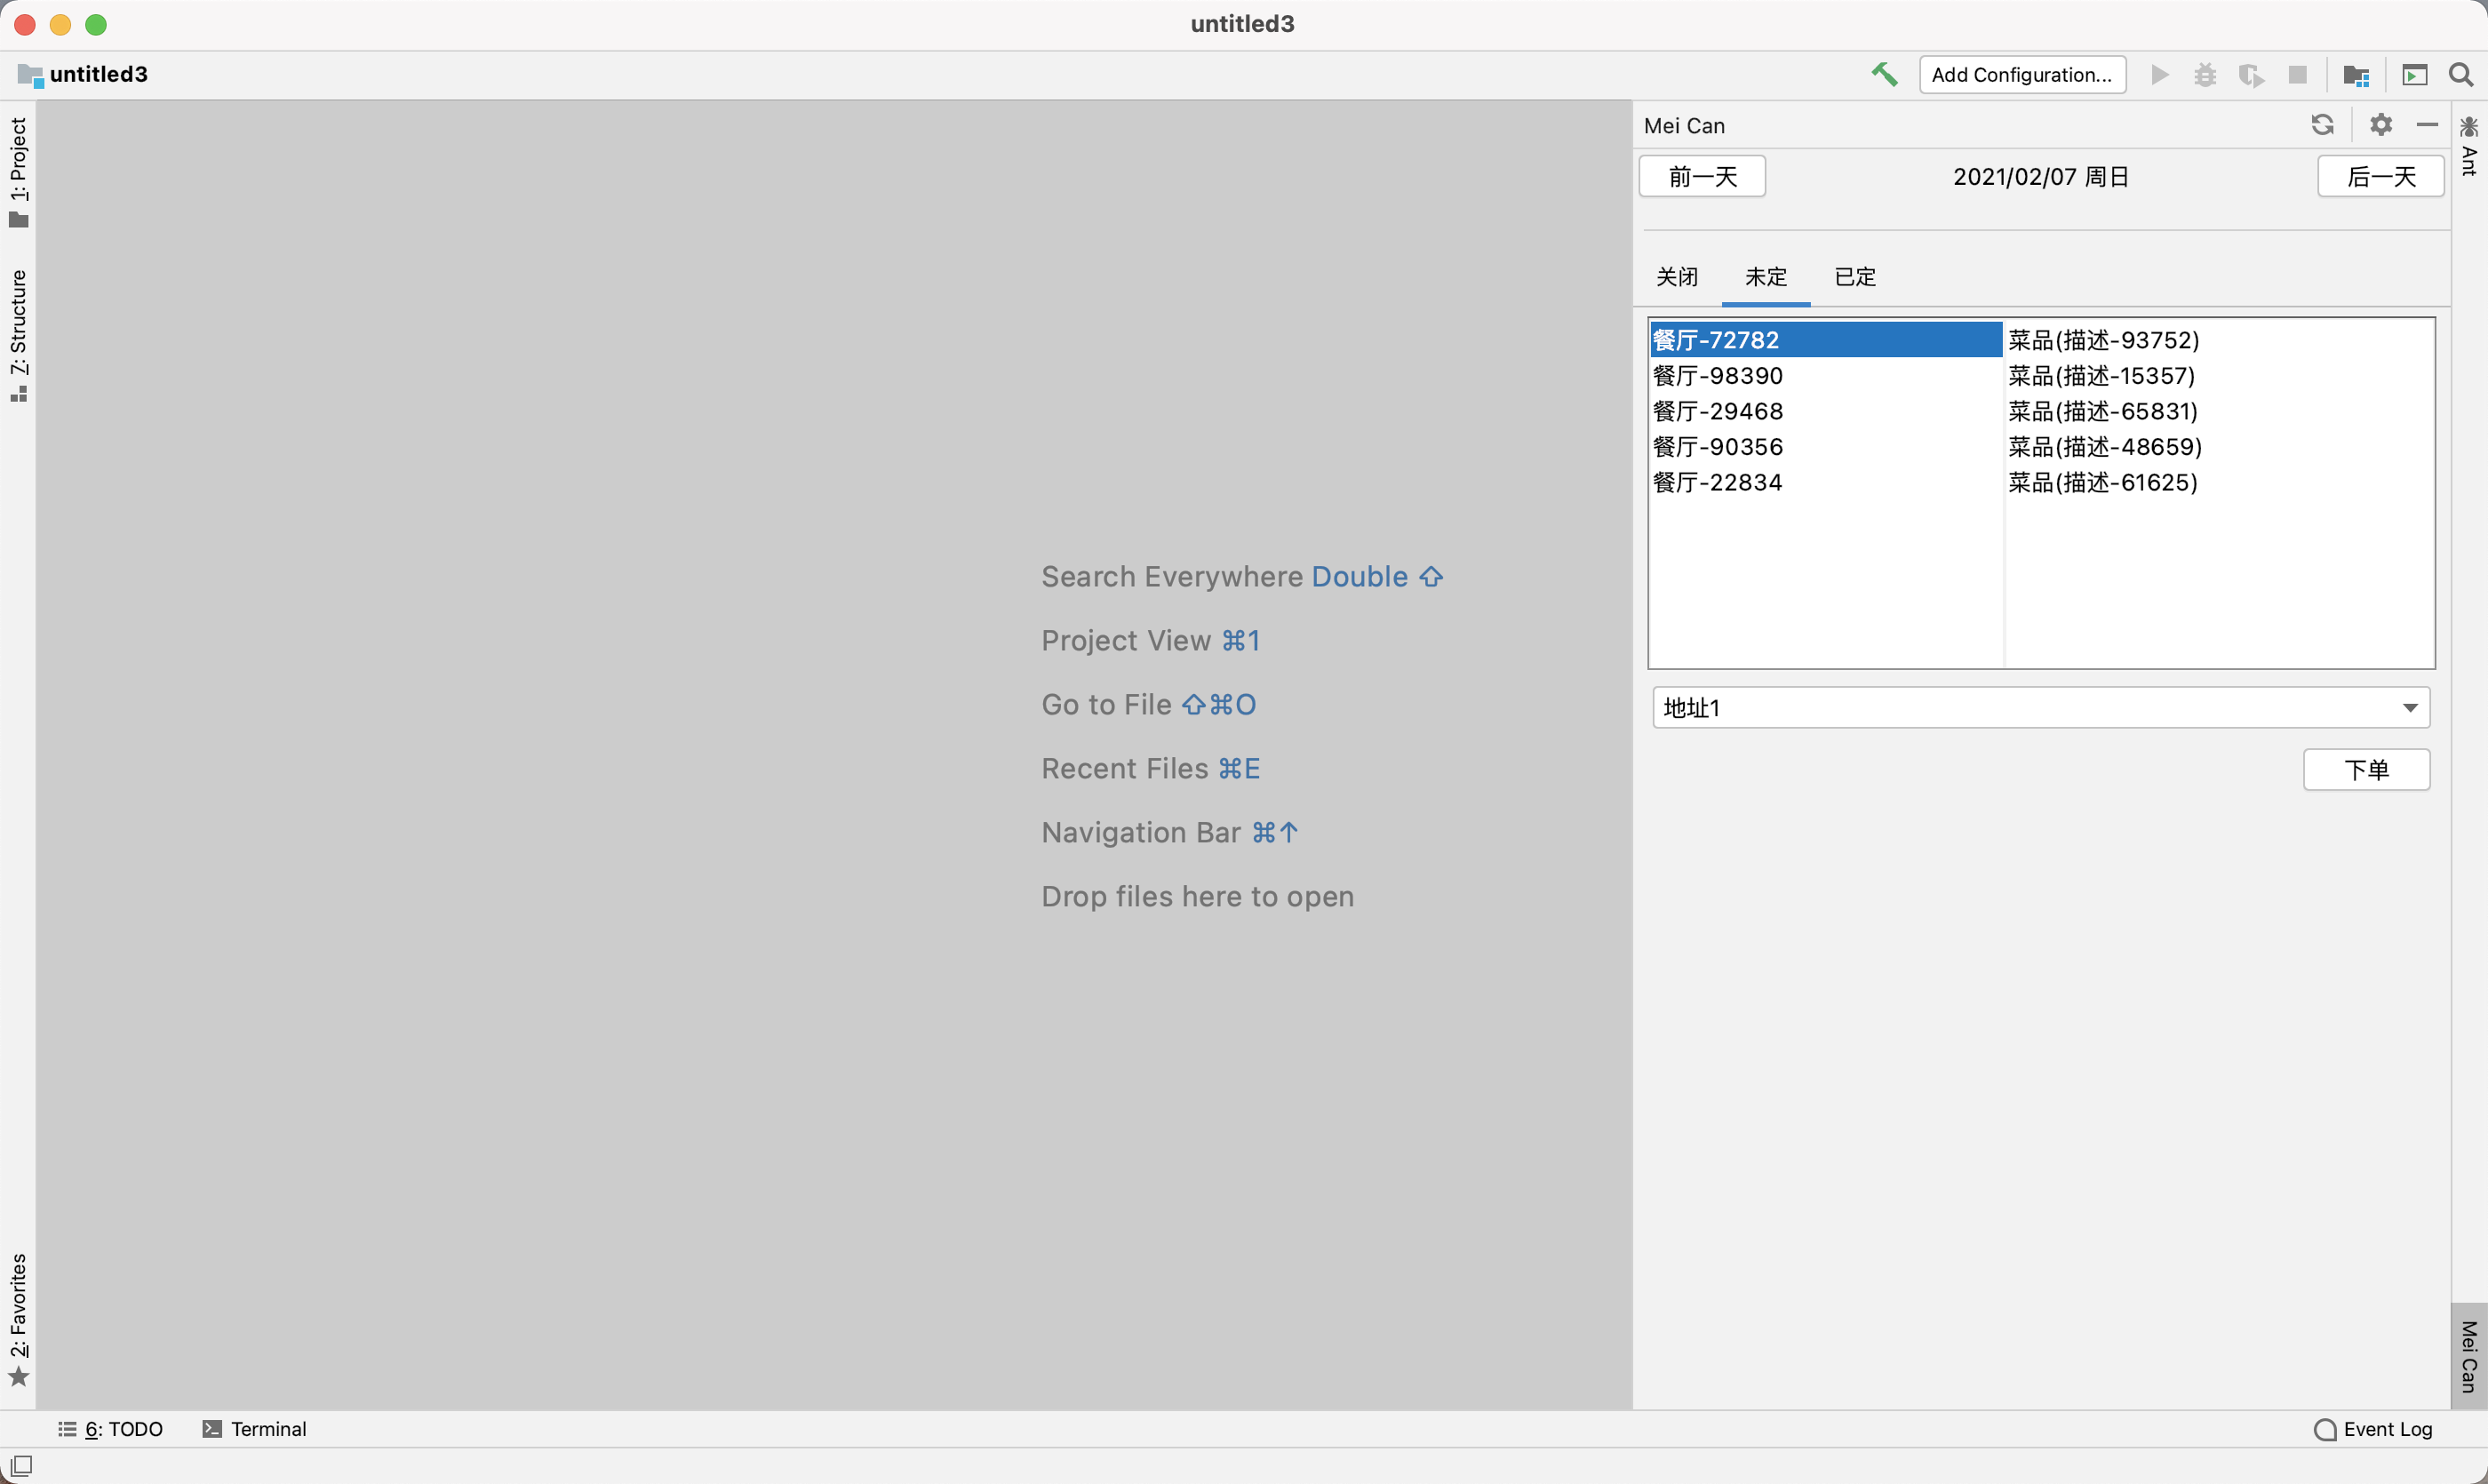 untitled3
untitled3
Add Configuration...
1: Project
Z: Structure
2: Favorites
Search Everywhere Double ⇧
Project View ⌘1
Go to File ⇧⌘O
Recent Files ⌘E
Navigation Bar ⌘↑
Drop files here to open
Mei Can
前一天 2021/02/07 周日 后一天
关闭 未定 已定
餐厅-72782 菜品(描述-93752)
餐厅-98390 菜品(描述-15357)
餐厅-29468 菜品(描述-65831)
餐厅-90356 菜品(描述-48659)
餐厅-22834 菜品(描述-61625)
地址1
下单
Ant
Mei Can
6: TODO Terminal Event Log